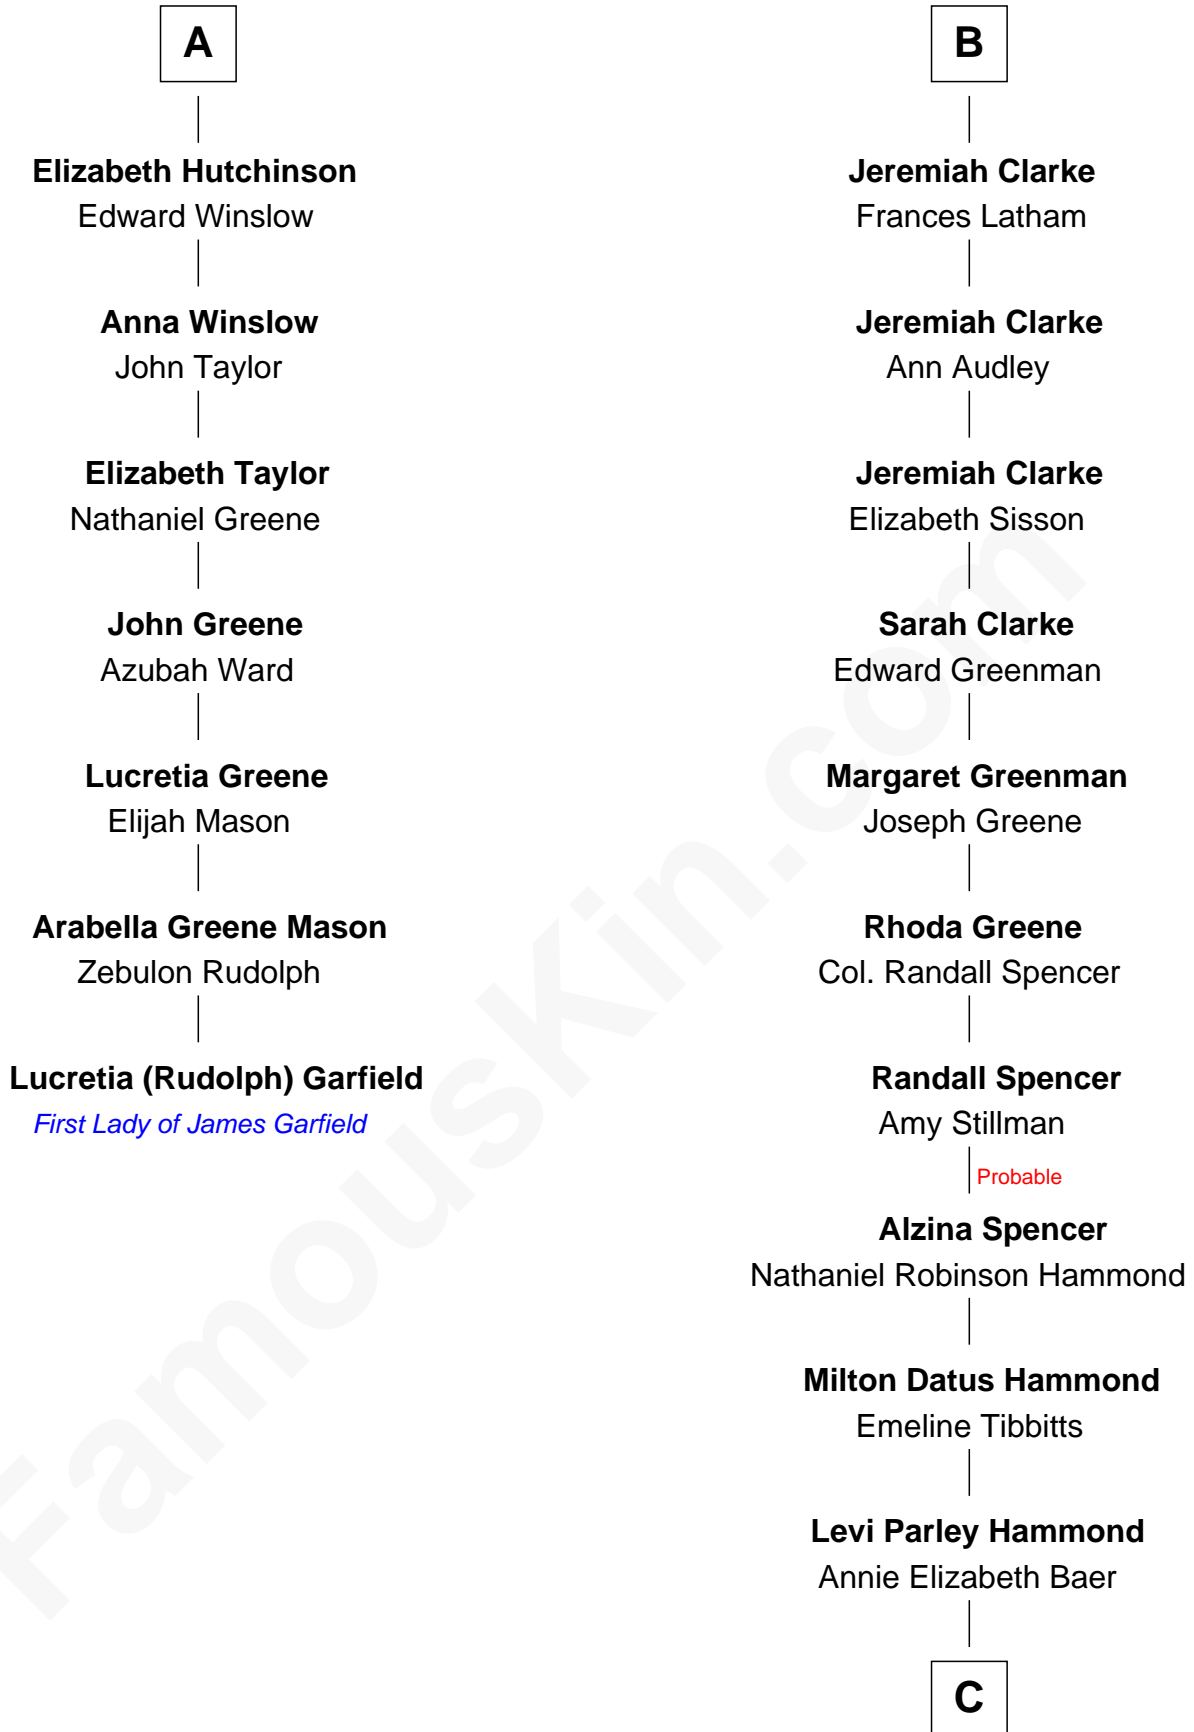 A
Elizabeth Hutchinson
Edward Winslow
Anna Winslow
John Taylor
Elizabeth Taylor
Nathaniel Greene
John Greene
Azubah Ward
Lucretia Greene
Elijah Mason
Arabella Greene Mason
Zebulon Rudolph
Lucretia (Rudolph) Garfield
First Lady of James Garfield
B
Jeremiah Clarke
Frances Latham
Jeremiah Clarke
Ann Audley
Jeremiah Clarke
Elizabeth Sisson
Sarah Clarke
Edward Greenman
Margaret Greenman
Joseph Greene
Rhoda Greene
Col. Randall Spencer
Randall Spencer
Amy Stillman
Probable
Alzina Spencer
Nathaniel Robinson Hammond
Milton Datus Hammond
Emeline Tibbitts
Levi Parley Hammond
Annie Elizabeth Baer
C
FamousKin.com